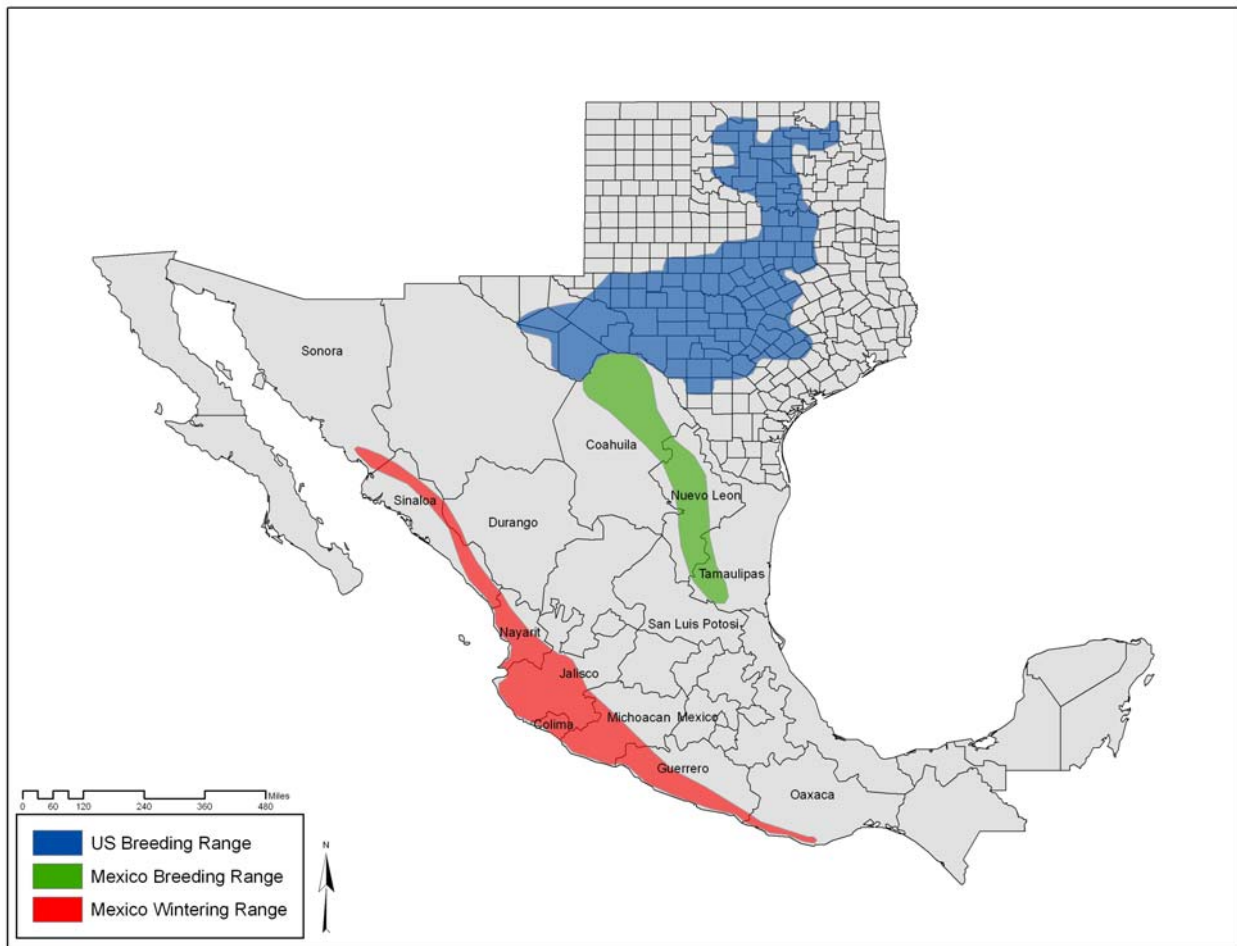 Sonora
Coahuila
Sinaloa
Nuevo Leon
Durango
Tamaulipas
San Luis Potosi
Nayarit
Jalisco
Michoacan Mexico
Colima
Guerrero
Oaxaca
Miles
0 60 120 240 360 480
US Breeding Range
Mexico Breeding Range
Mexico Wintering Range
N